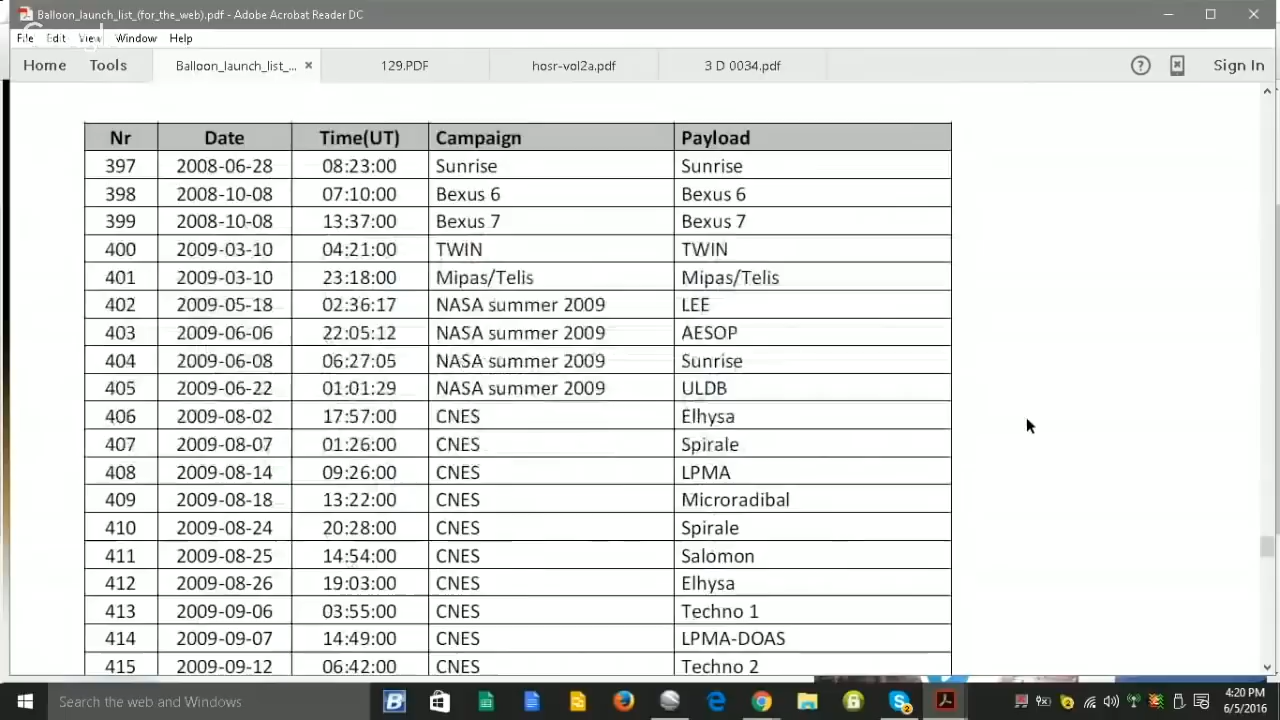 Balloon_launch_list_(for_the_web).pdf - Adobe Acrobat Reader DC
File Edit View Window Help
Home Tools Balloon_launch_list_... × 129.PDF hosr-vol2a.pdf 3 D 0034.pdf ? Sign In
Nr Date Time(UT) Campaign Payload
397 2008-06-28 08:23:00 Sunrise Sunrise
398 2008-10-08 07:10:00 Bexus 6 Bexus 6
399 2008-10-08 13:37:00 Bexus 7 Bexus 7
400 2009-03-10 04:21:00 TWIN TWIN
401 2009-03-10 23:18:00 Mipas/Telis Mipas/Telis
402 2009-05-18 02:36:17 NASA summer 2009 LEE
403 2009-06-06 22:05:12 NASA summer 2009 AESOP
404 2009-06-08 06:27:05 NASA summer 2009 Sunrise
405 2009-06-22 01:01:29 NASA summer 2009 ULDB
406 2009-08-02 17:57:00 CNES Elhysa
407 2009-08-07 01:26:00 CNES Spirale
408 2009-08-14 09:26:00 CNES LPMA
409 2009-08-18 13:22:00 CNES Microradibal
410 2009-08-24 20:28:00 CNES Spirale
411 2009-08-25 14:54:00 CNES Salomon
412 2009-08-26 19:03:00 CNES Elhysa
413 2009-09-06 03:55:00 CNES Techno 1
414 2009-09-07 14:49:00 CNES LPMA-DOAS
415 2009-09-12 06:42:00 CNES Techno 2
Search the web and Windows
4:20 PM
6/5/2016